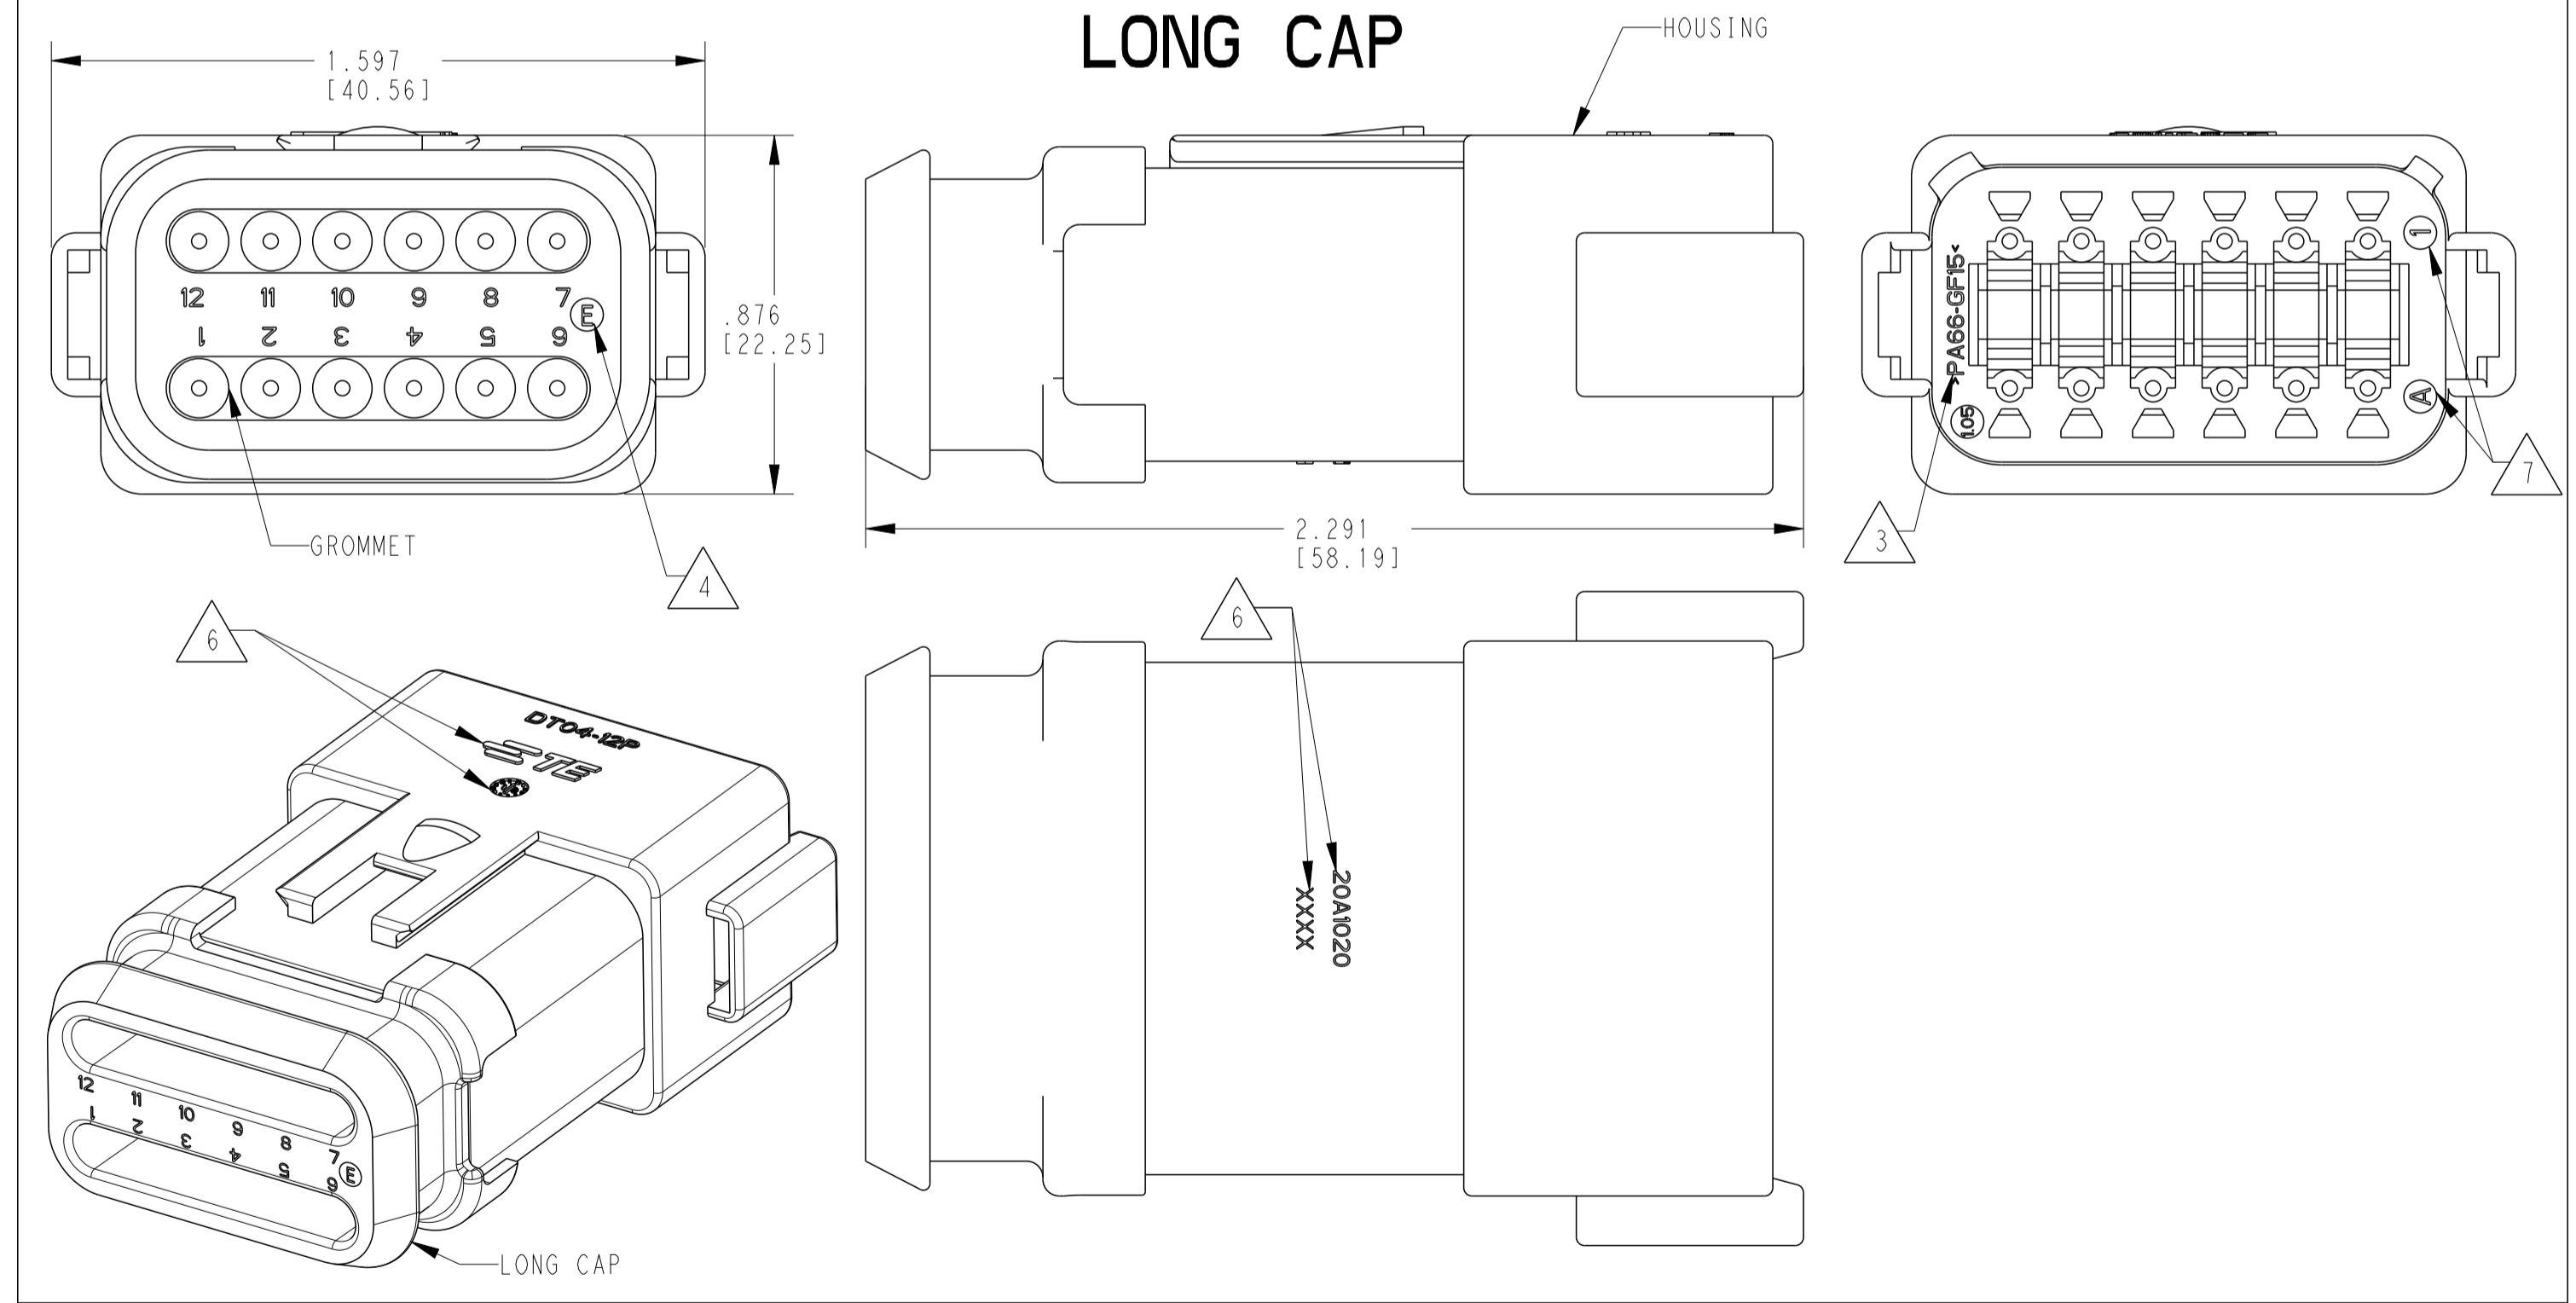 LONG CAP
HOUSING
1.597
[40.56]
12 11 10 9 8 7
E
1 2 3 4 5 6
.876
[22.25]
GROMMET
4
2.291
[58.19]
>PA66-GF15<
1
A
1.05
7
3
6
DT04-12P
TE
12 11 10 9 8 7
1 2 3 4 5 6
E
LONG CAP
6
20A1020
XXXX